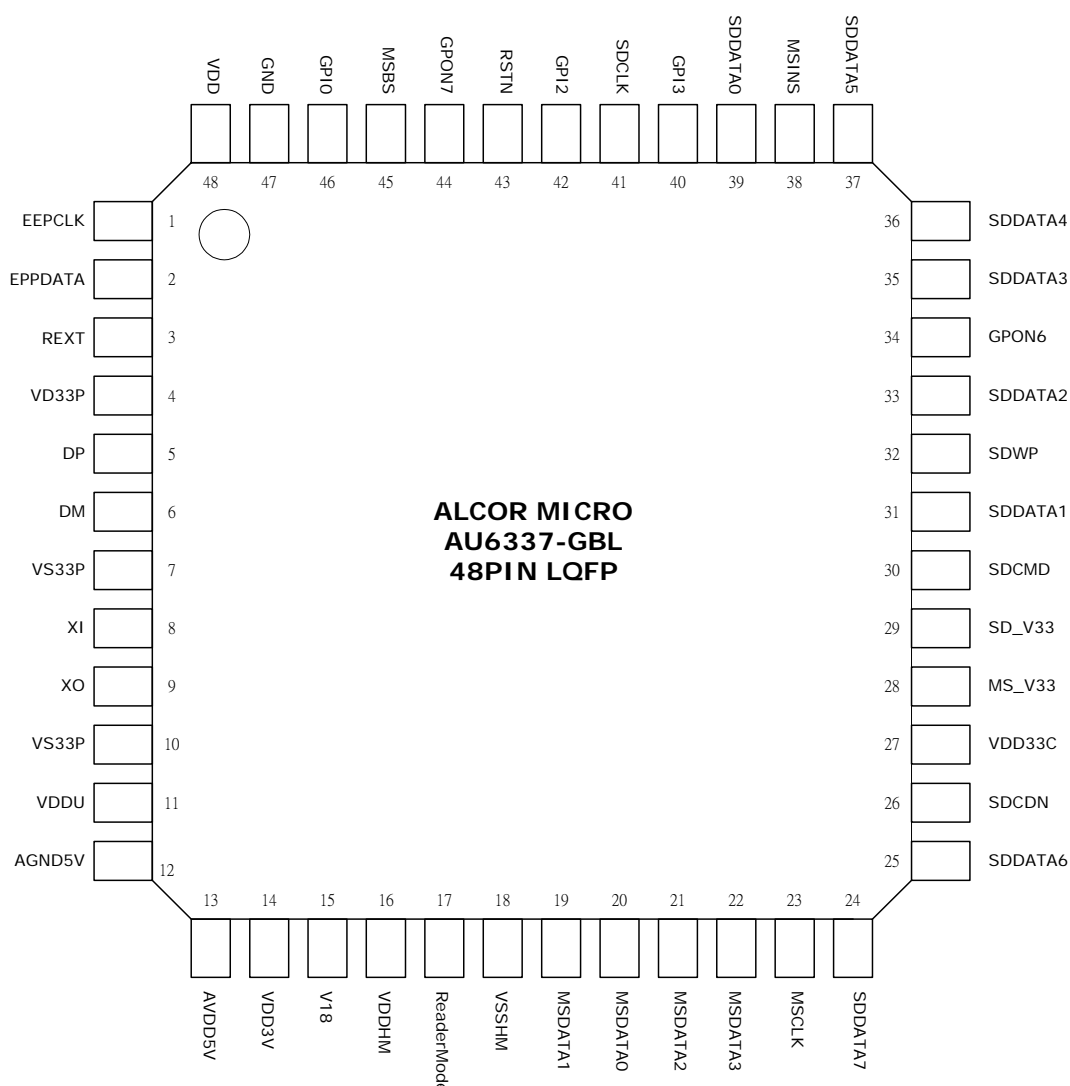 VDD
GND
GPI0
MSBS
GPON7
RSTN
GPI2
SDCLK
GPI3
SDDATA0
MSINS
SDDATA5
48 47 46 45 44 43 42 41 40 39 38 37
EEPCLK 1
EPPDATA 2
REXT 3
VD33P 4
DP 5
DM 6
VS33P 7
XI 8
XO 9
VS33P 10
VDDU 11
AGND5V 12
ALCOR MICRO
AU6337-GBL
48PIN LQFP
36 SDDATA4
35 SDDATA3
34 GPON6
33 SDDATA2
32 SDWP
31 SDDATA1
30 SDCMD
29 SD_V33
28 MS_V33
27 VDD33C
26 SDCDN
25 SDDATA6
13 14 15 16 17 18 19 20 21 22 23 24
AVDD5V
VDD3V
V18
VDDHM
ReaderMode
VSSHM
MSDATA1
MSDATA0
MSDATA2
MSDATA3
MSCLK
SDDATA7